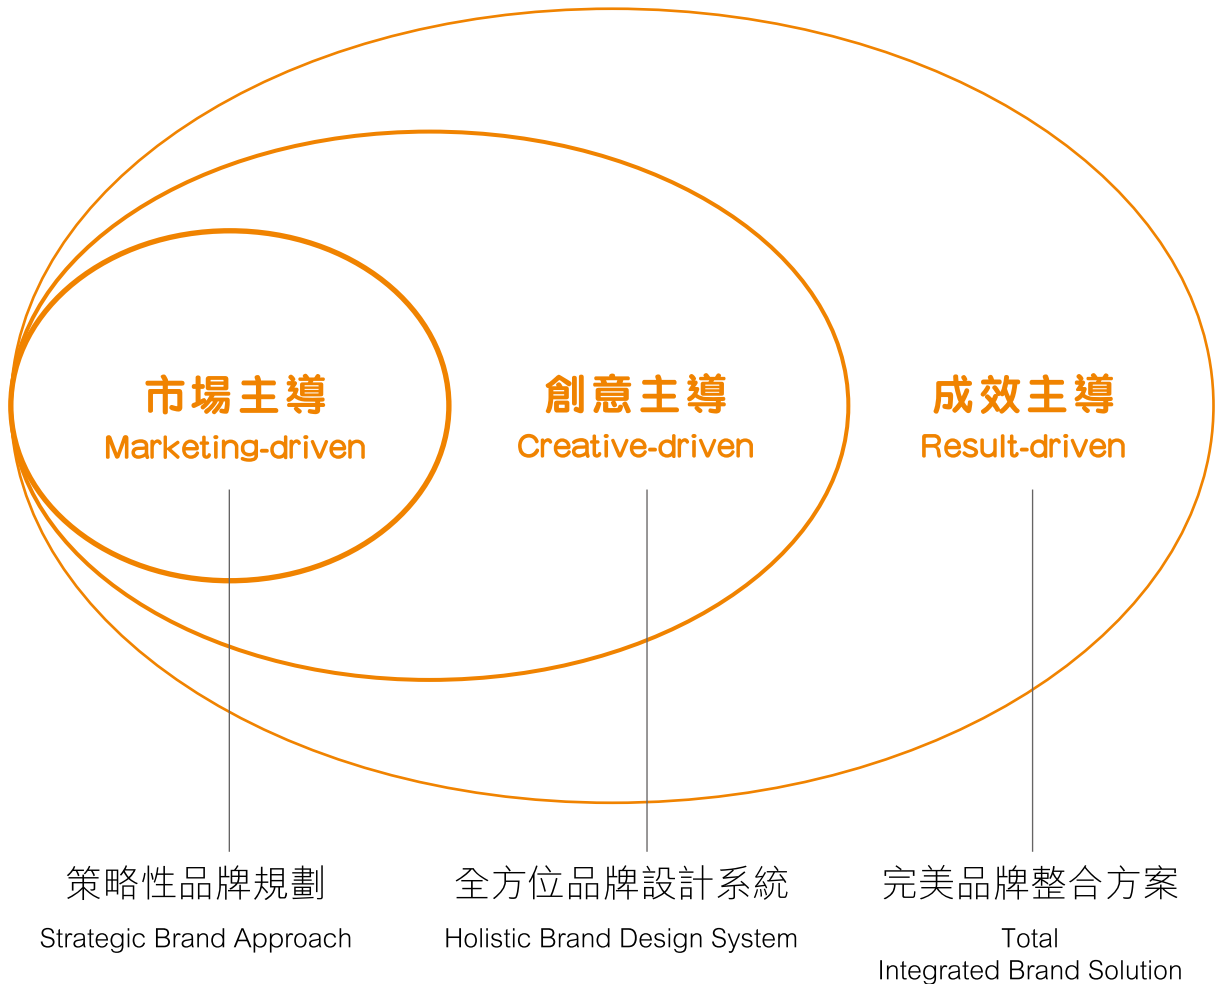 市場主導
Marketing-driven
創意主導
Creative-driven
成效主導
Result-driven
策略性品牌規劃
Strategic Brand Approach
全方位品牌設計系統
Holistic Brand Design System
完美品牌整合方案
Total
Integrated Brand Solution